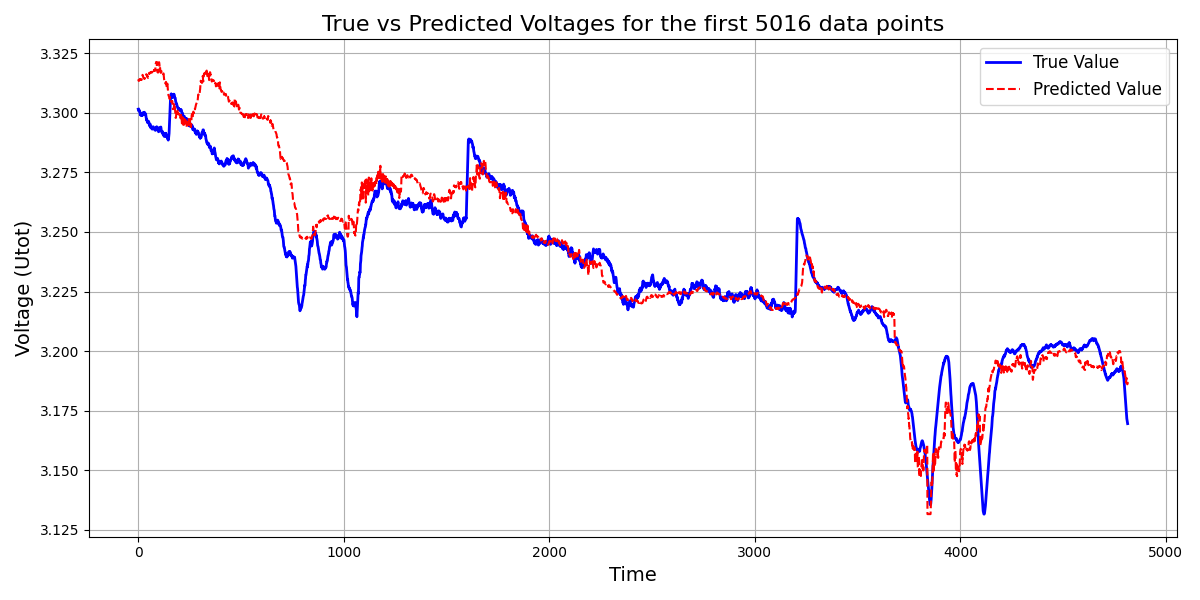 True vs Predicted Voltages for the first 5016 data points
True Value
Predicted Value
Voltage (Utot)
3.325
3.300
3.275
3.250
3.225
3.200
3.175
3.150
3.125
0 1000 2000 3000 4000 5000
Time